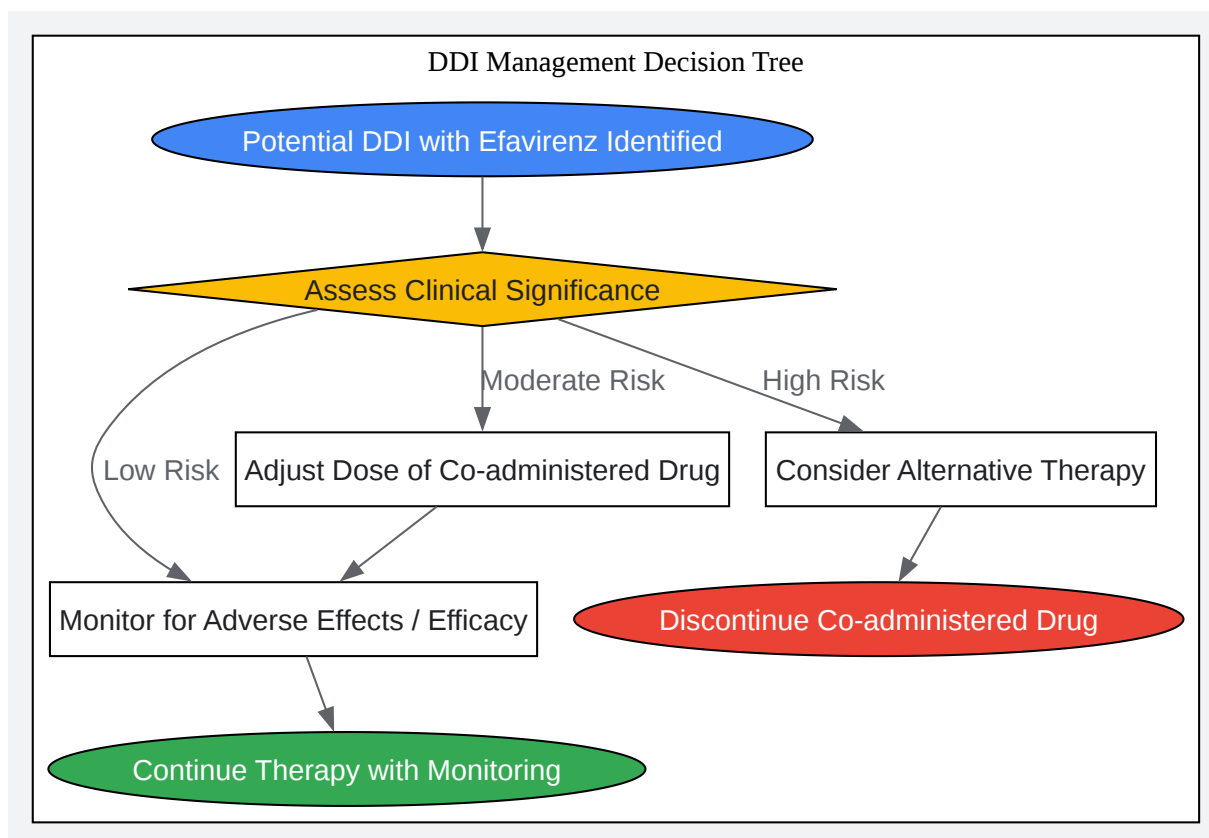 DDI Management Decision Tree
Potential DDI with Efavirenz Identified
Assess Clinical Significance
Moderate Risk
High Risk
Low Risk
Adjust Dose of Co-administered Drug
Consider Alternative Therapy
Monitor for Adverse Effects / Efficacy
Discontinue Co-administered Drug
Continue Therapy with Monitoring